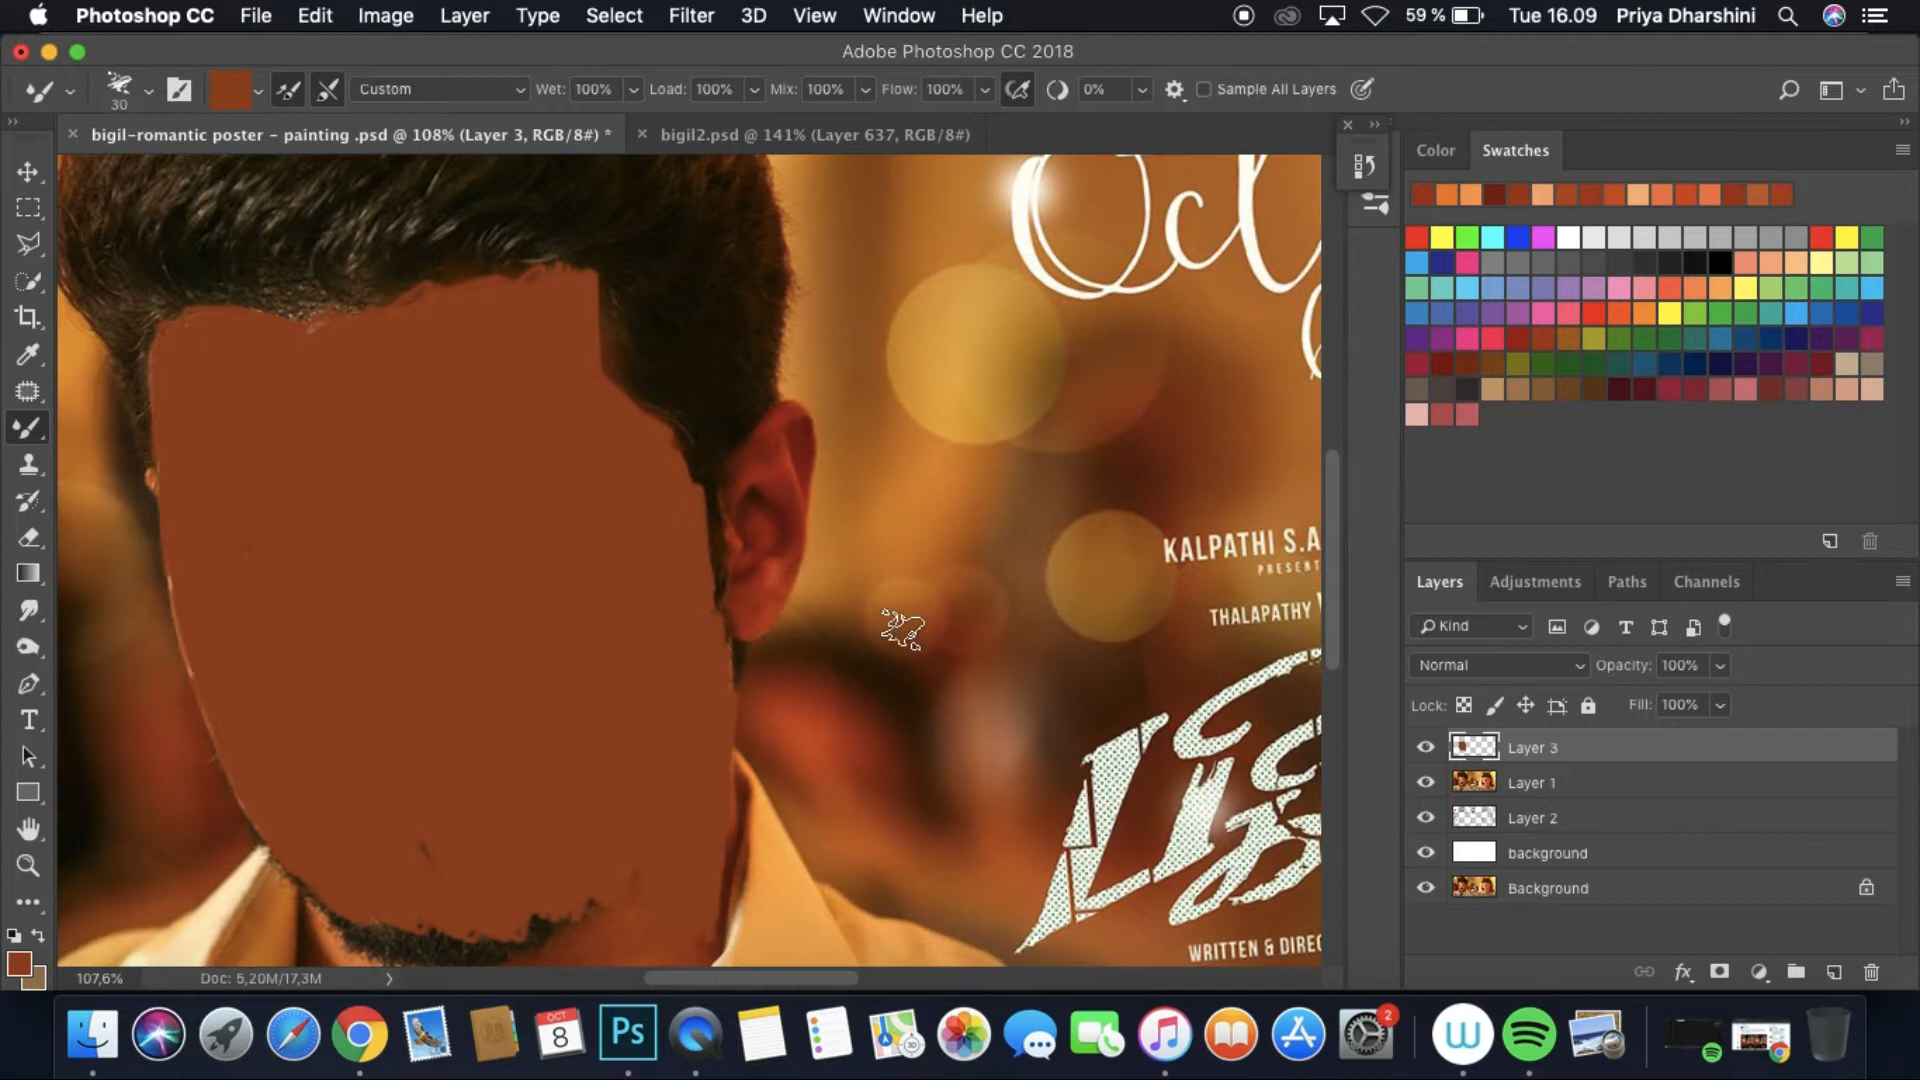 Photoshop CC File Edit Image Layer Type Select Filter 3D View Window Help 59 % Tue 16.09 Priya Dharshini
Adobe Photoshop CC 2018
30 Custom Wet: 100% Load: 100% Mix: 100% Flow: 100% 0% Sample All Layers
bigil-romantic poster - painting .psd @ 108% (Layer 3, RGB/8#) * bigil2.psd @ 141% (Layer 637, RGB/8#)
Color Swatches
KALPATHI S.A
PRESENT
THALAPATHY
WRITTEN & DIREC
Layers Adjustments Paths Channels
Kind
Normal Opacity: 100%
Lock: Fill: 100%
Layer 3
Layer 1
Layer 2
background
Background
fx
107,6% Doc: 5,20M/17,3M
OCT
8
Ps
2